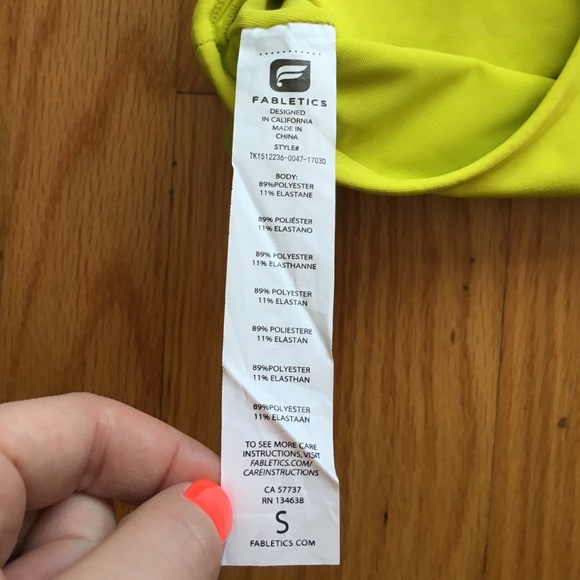 FABLETICS
DESIGNED
IN CALIFORNIA
MADE IN
CHINA
STYLE#
TK1512236-0047-17030
BODY:
89%POLYESTER
11% ELASTANE
89% POLIÉSTER
11% ELASTANO
89% POLYESTER
11% ELASTHANNE
89% POLYESTER
11% ELASTAN
89% POLIESTERE
11% ELASTAN
89%POLYESTER
11% ELASTHAN
89%POLYESTER
11% ELASTAAN
TO SEE MORE CARE
INSTRUCTIONS, VISIT
FABLETICS.COM/
CAREINSTRUCTIONS
CA 57737
RN 134638
S
FABLETICS.COM